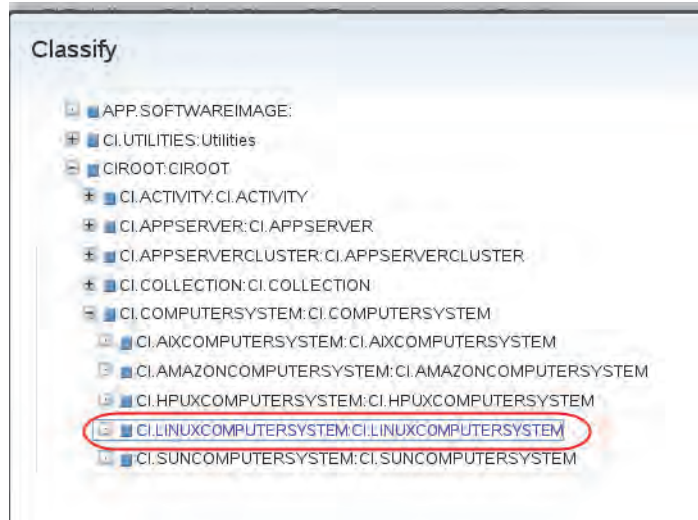 Classify
APP.SOFTWAREIMAGE:
CI.UTILITIES:Utilities
CIROOT:CIROOT
CI.ACTIVITY:CI.ACTIVITY
CI.APPSERVER:CI.APPSERVER
CI.APPSERVERCLUSTER:CI.APPSERVERCLUSTER
CI.COLLECTION:CI.COLLECTION
CI.COMPUTERSYSTEM:CI.COMPUTERSYSTEM
CI.AIXCOMPUTERSYSTEM:CI.AIXCOMPUTERSYSTEM
CI.AMAZONCOMPUTERSYSTEM:CI.AMAZONCOMPUTERSYSTEM
CI.HPUXCOMPUTERSYSTEM:CI.HPUXCOMPUTERSYSTEM
CI.LINUXCOMPUTERSYSTEM:CI.LINUXCOMPUTERSYSTEM
CI.SUNCOMPUTERSYSTEM:CI.SUNCOMPUTERSYSTEM